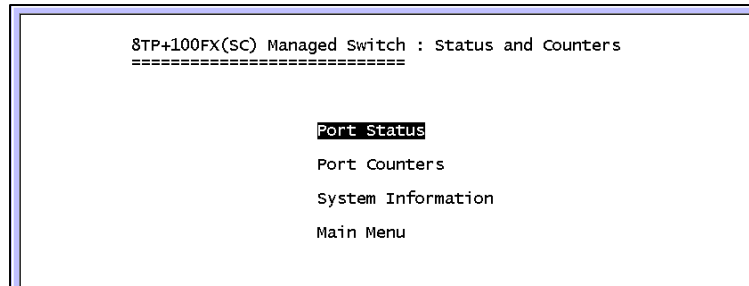 8TP+100FX(SC) Managed Switch : Status and Counters
============================
Port Status
Port Counters
System Information
Main Menu